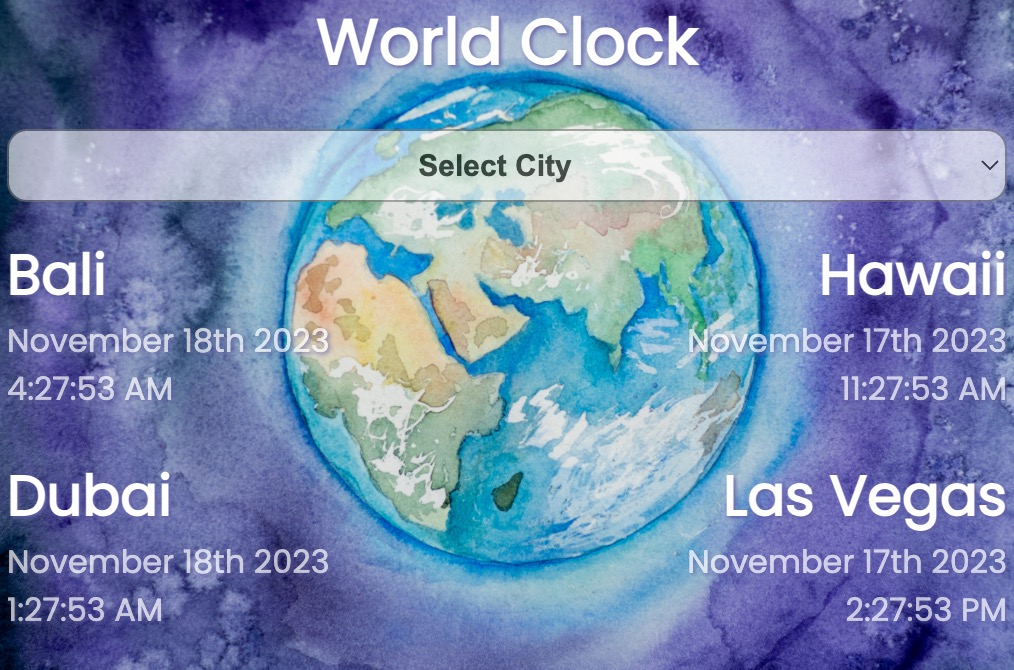 World Clock
Select City
Bali
November 18th 2023
4:27:53 AM
Hawaii
November 17th 2023
11:27:53 AM
Dubai
November 18th 2023
1:27:53 AM
Las Vegas
November 17th 2023
2:27:53 PM